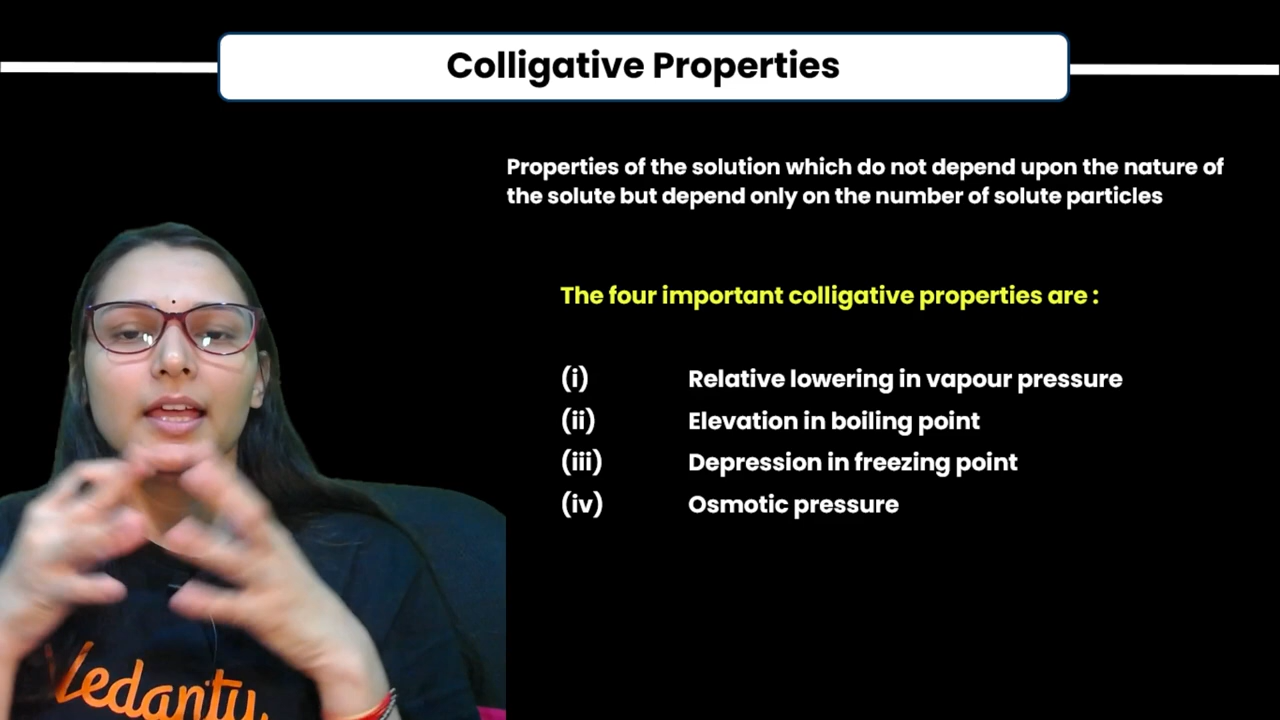 Colligative Properties
Properties of the solution which do not depend upon the nature of
the solute but depend only on the number of solute particles
The four important colligative properties are :
(i) Relative lowering in vapour pressure
(ii) Elevation in boiling point
(iii) Depression in freezing point
(iv) Osmotic pressure
Vedantu